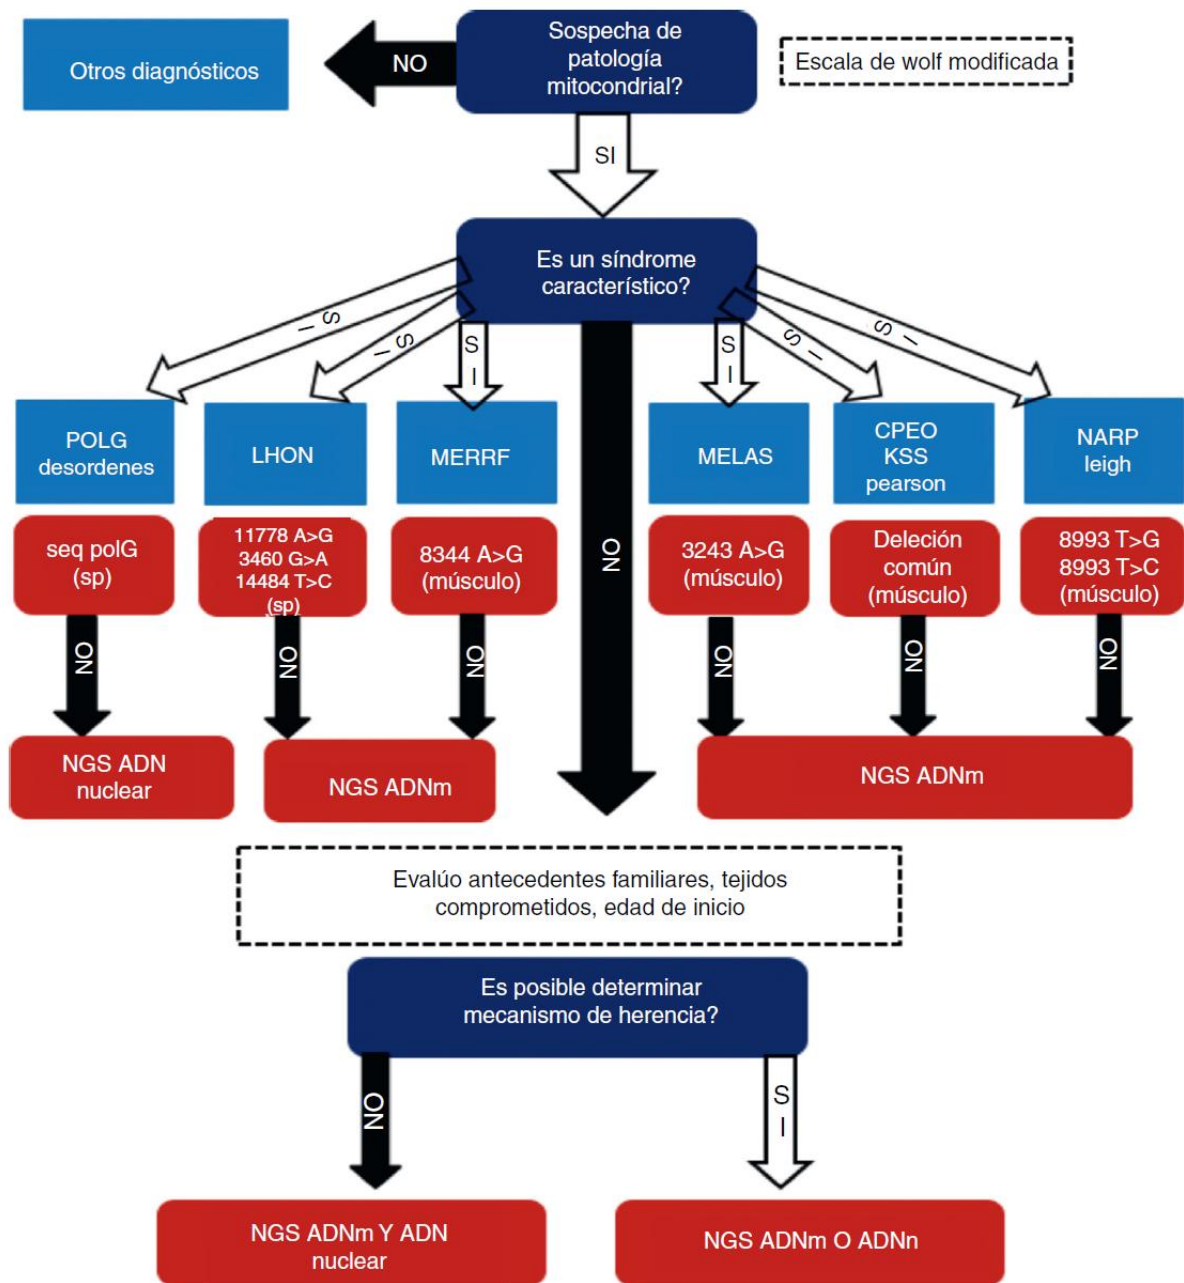 Otros diagnósticos
NO
Sospecha de
patología
mitocondrial?
Escala de wolf modificada
SI
Es un síndrome
característico?
SI
SI
SI
SI
SI
SI
POLG
desordenes
LHON
MERRF
MELAS
CPEO
KSS
pearson
NARP
leigh
seq polG
(sp)
11778 A>G
3460 G>A
14484 T>C
(sp)
8344 A>G
(músculo)
NO
3243 A>G
(músculo)
Deleción
común
(músculo)
8993 T>G
8993 T>C
(músculo)
NO
NO
NO
NO
NO
NO
NGS ADN
nuclear
NGS ADNm
NGS ADNm
Evalúo antecedentes familiares, tejidos
comprometidos, edad de inicio
Es posible determinar
mecanismo de herencia?
NO
SI
NGS ADNm Y ADN
nuclear
NGS ADNm O ADNn